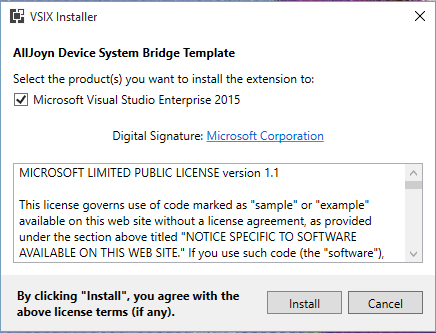 VSIX Installer
AllJoyn Device System Bridge Template
Select the product(s) you want to install the extension to:
Microsoft Visual Studio Enterprise 2015
Digital Signature: Microsoft Corporation
MICROSOFT LIMITED PUBLIC LICENSE version 1.1
This license governs use of code marked as "sample" or "example"
available on this web site without a license agreement, as provided
under the section above titled "NOTICE SPECIFIC TO SOFTWARE
AVAILABLE ON THIS WEB SITE." If you use such code (the "software"),
By clicking "Install", you agree with the
above license terms (if any).
Install
Cancel